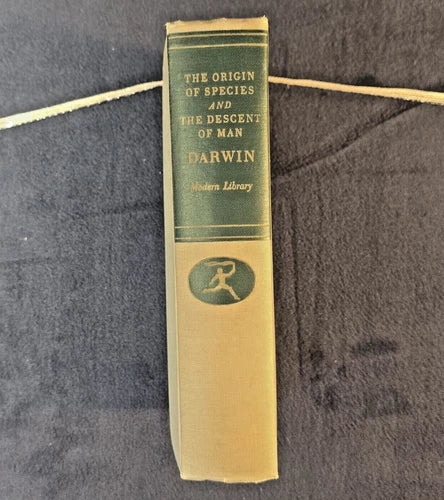 THE ORIGIN
OF SPECIES
AND
THE DESCENT
OF MAN
DARWIN
Modern Library